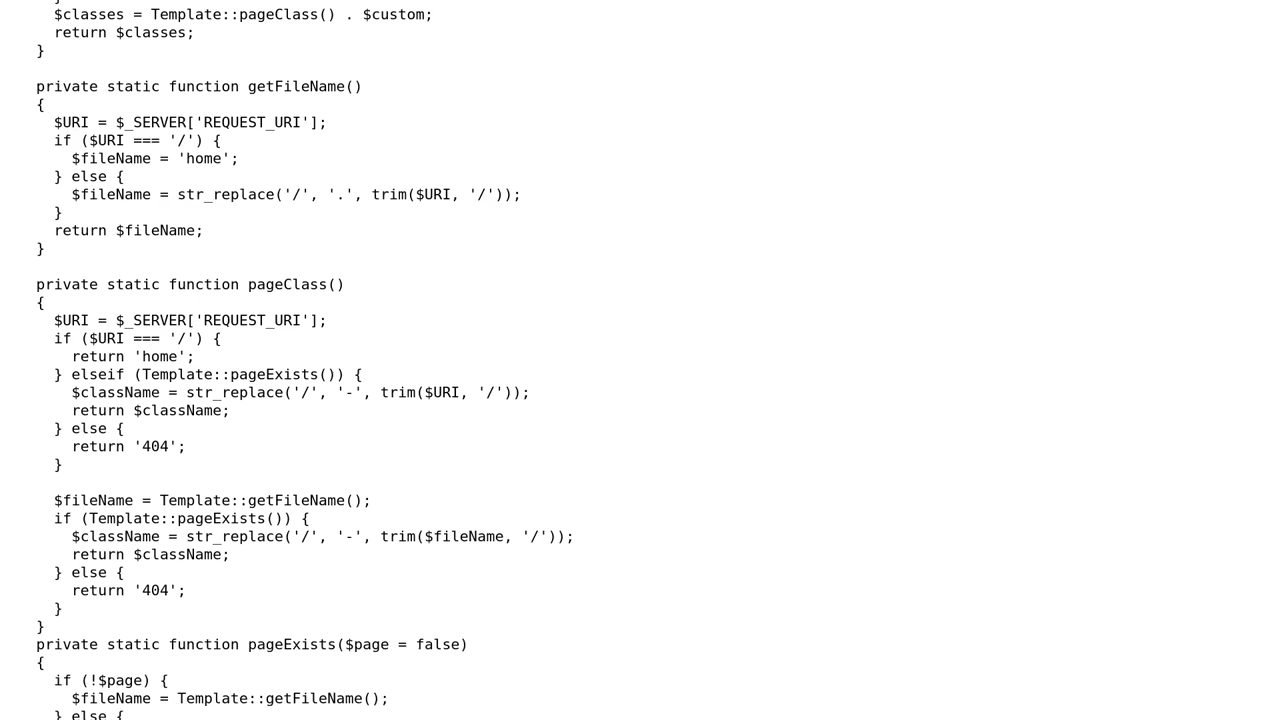 }
$classes = Template::pageClass() . $custom;
return $classes;
}
private static function getFileName()
{
$URI = $_SERVER['REQUEST_URI'];
if ($URI === '/') {
$fileName = 'home';
} else {
$fileName = str_replace('/', '.', trim($URI, '/'));
}
return $fileName;
}
private static function pageClass()
{
$URI = $_SERVER['REQUEST_URI'];
if ($URI === '/') {
return 'home';
} elseif (Template::pageExists()) {
$className = str_replace('/', '-', trim($URI, '/'));
return $className;
} else {
return '404';
}
$fileName = Template::getFileName();
if (Template::pageExists()) {
$className = str_replace('/', '-', trim($fileName, '/'));
return $className;
} else {
return '404';
}
}
private static function pageExists($page = false)
{
if (!$page) {
$fileName = Template::getFileName();
} else {